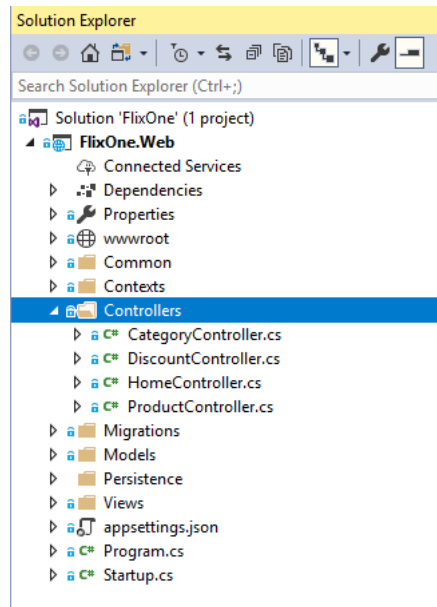 Solution Explorer
Search Solution Explorer (Ctrl+;)
Solution 'FlixOne' (1 project)
FlixOne.Web
Connected Services
Dependencies
Properties
wwwroot
Common
Contexts
Controllers
C# CategoryController.cs
C# DiscountController.cs
C# HomeController.cs
C# ProductController.cs
Migrations
Models
Persistence
Views
appsettings.json
C# Program.cs
C# Startup.cs